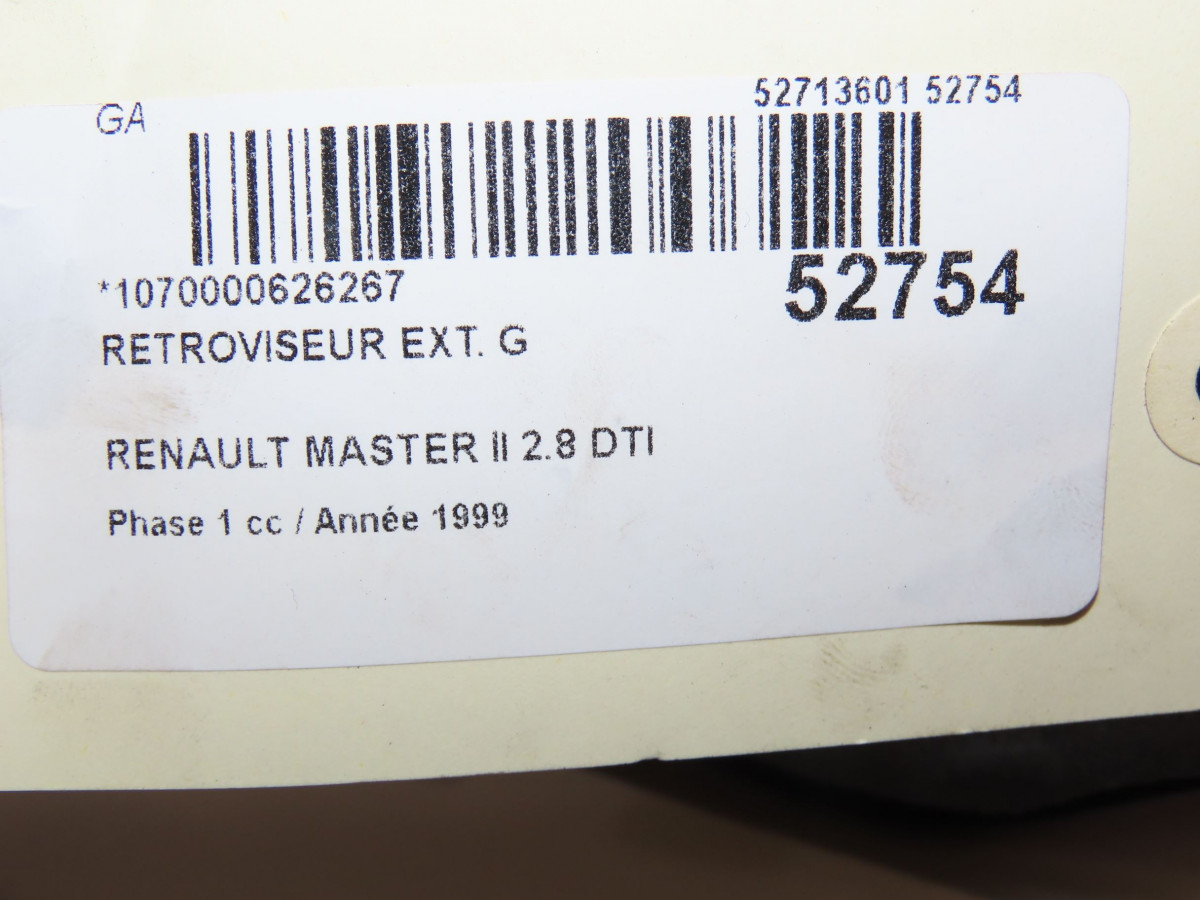 GA
52713601 52754
*1070000626267
52754
RETROVISEUR EXT. G
RENAULT MASTER II 2.8 DTI
Phase 1 cc / Année 1999